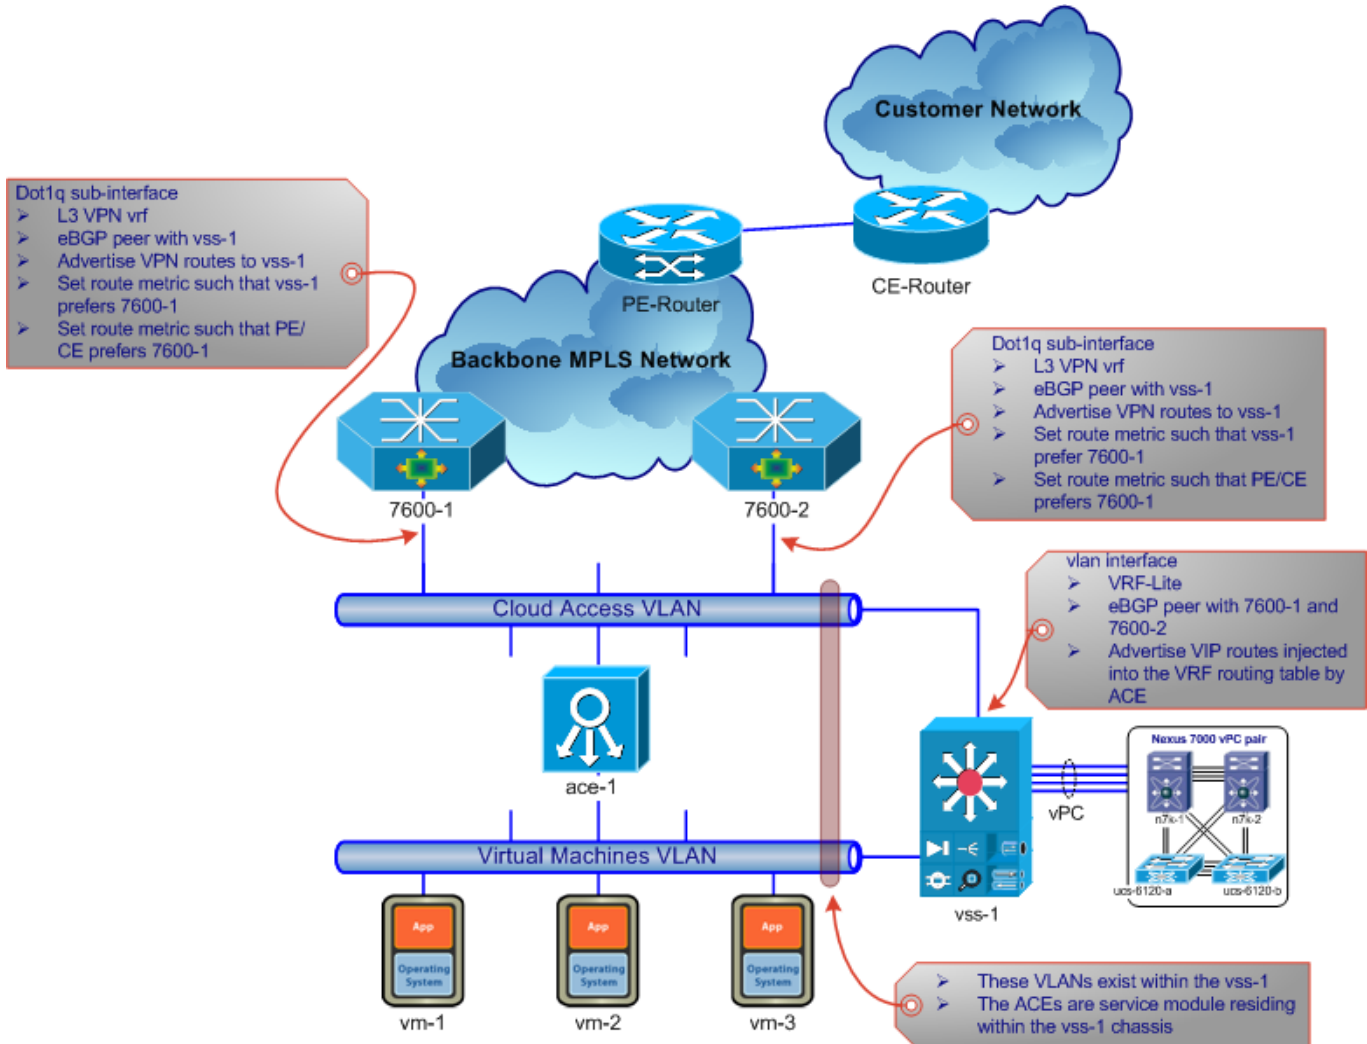 Customer Network
CE-Router
PE-Router
Backbone MPLS Network
Dot1q sub-interface
➢ L3 VPN vrf
➢ eBGP peer with vss-1
➢ Advertise VPN routes to vss-1
➢ Set route metric such that vss-1
prefers 7600-1
➢ Set route metric such that PE/
CE prefers 7600-1
Dot1q sub-interface
➢ L3 VPN vrf
➢ eBGP peer with vss-1
➢ Advertise VPN routes to vss-1
➢ Set route metric such that vss-1
prefer 7600-1
➢ Set route metric such that PE/CE
prefers 7600-1
7600-1
7600-2
vlan interface
➢ VRF-Lite
➢ eBGP peer with 7600-1 and
7600-2
➢ Advertise VIP routes injected
into the VRF routing table by
ACE
Cloud Access VLAN
ace-1
Virtual Machines VLAN
vss-1
vPC
Nexus 7000 vPC pair
n7k-1
n7k-2
ucs-6120-a
ucs-6120-b
App
Operating
System
vm-1
App
Operating
System
vm-2
App
Operating
System
vm-3
➢ These VLANs exist within the vss-1
➢ The ACEs are service module residing
within the vss-1 chassis